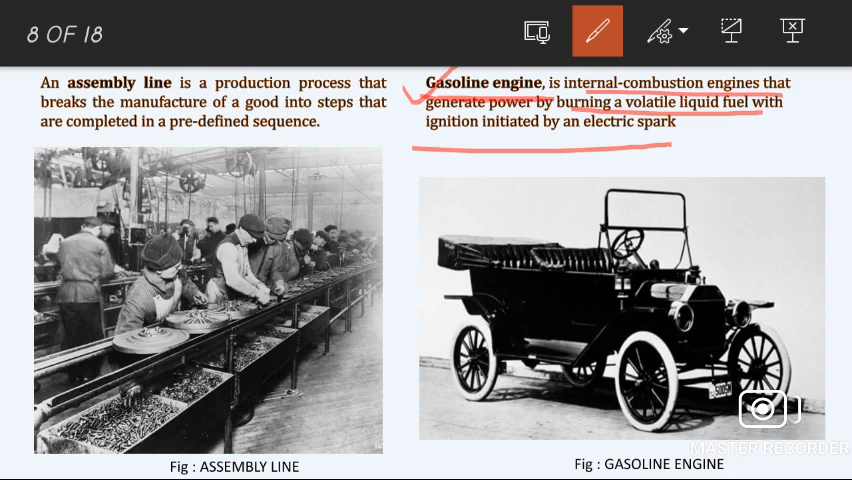 8 OF 18
An assembly line is a production process that
breaks the manufacture of a good into steps that
are completed in a pre-defined sequence.
Gasoline engine, is internal-combustion engines that
generate power by burning a volatile liquid fuel with
ignition initiated by an electric spark
Fig : ASSEMBLY LINE
Fig : GASOLINE ENGINE
MASTER RECORDER